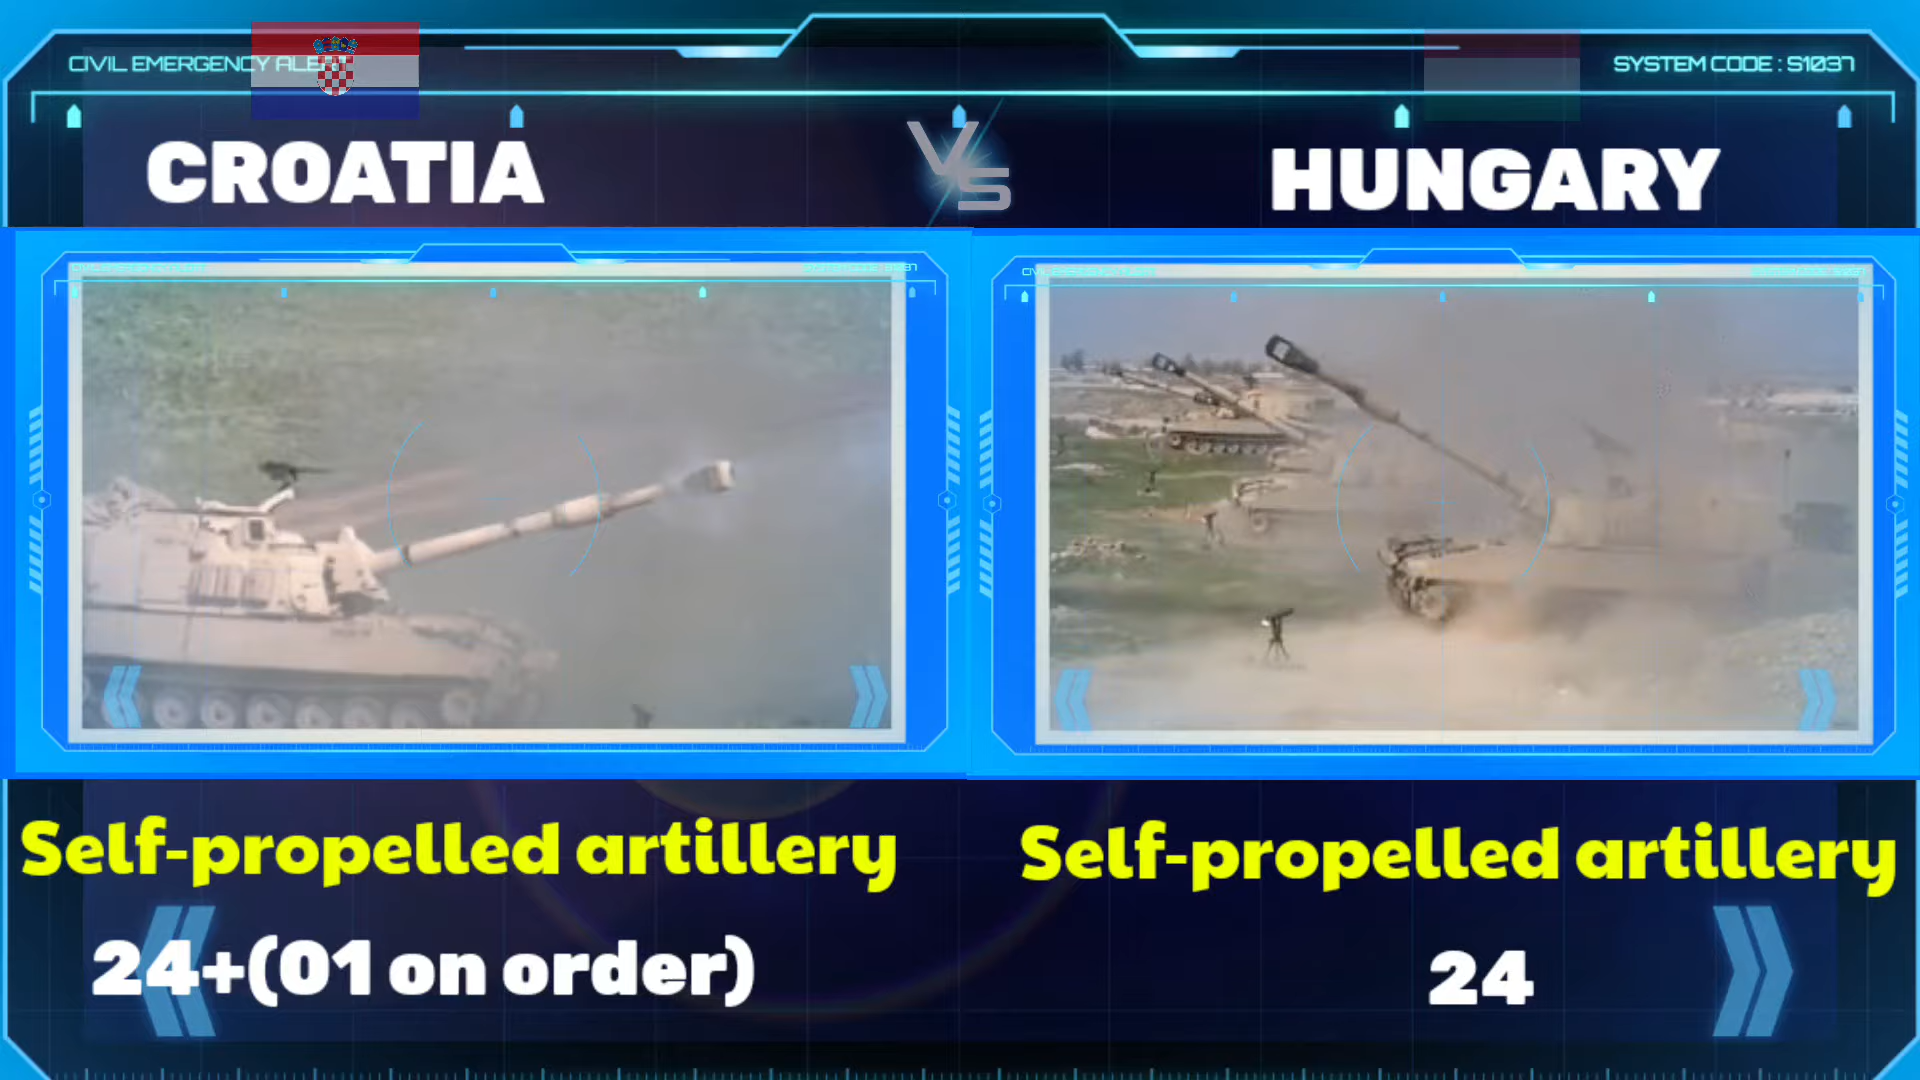 CIVIL EMERGENCY ALERT
SYSTEM CODE : S1037
CROATIA
VS
HUNGARY
Self-propelled artillery
24+(01 on order)
Self-propelled artillery
24